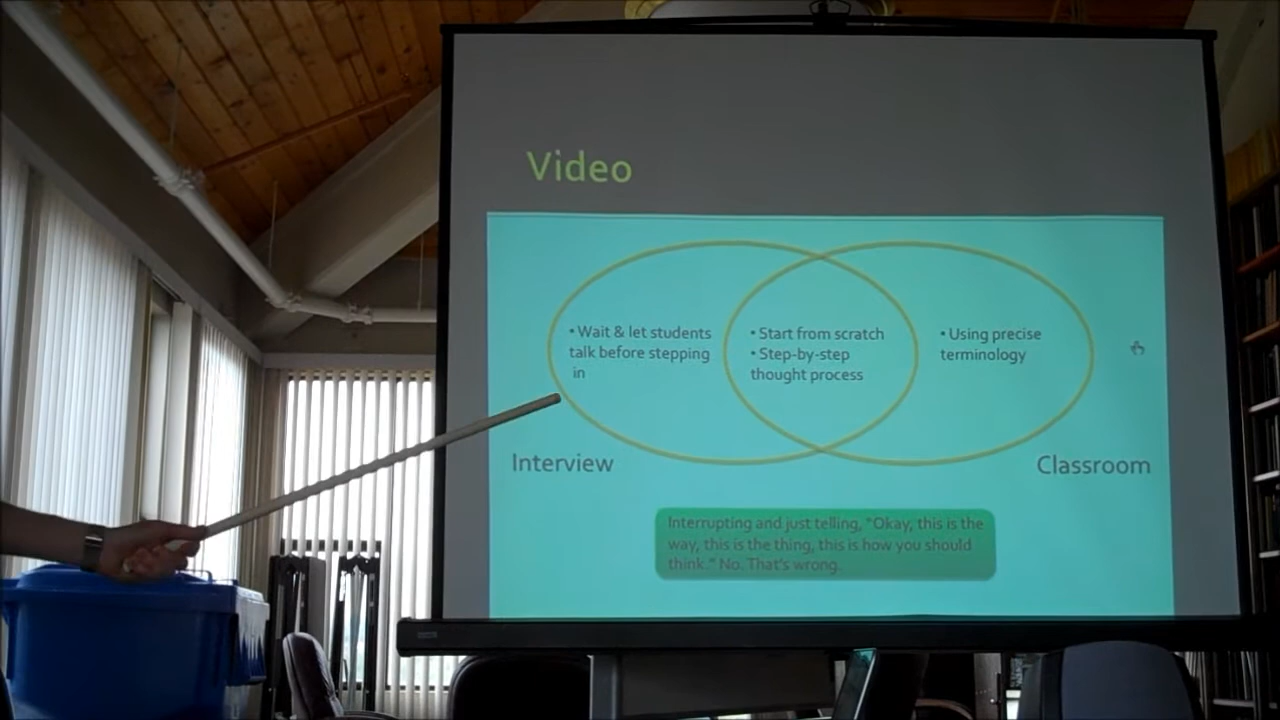 Video
• Wait & let students
talk before stepping
in
• Start from scratch
• Step-by-step
thought process
• Using precise
terminology
Interview
Classroom
Interrupting and just telling, "Okay, this is the
way, this is the thing, this is how you should
think." No. That's wrong.